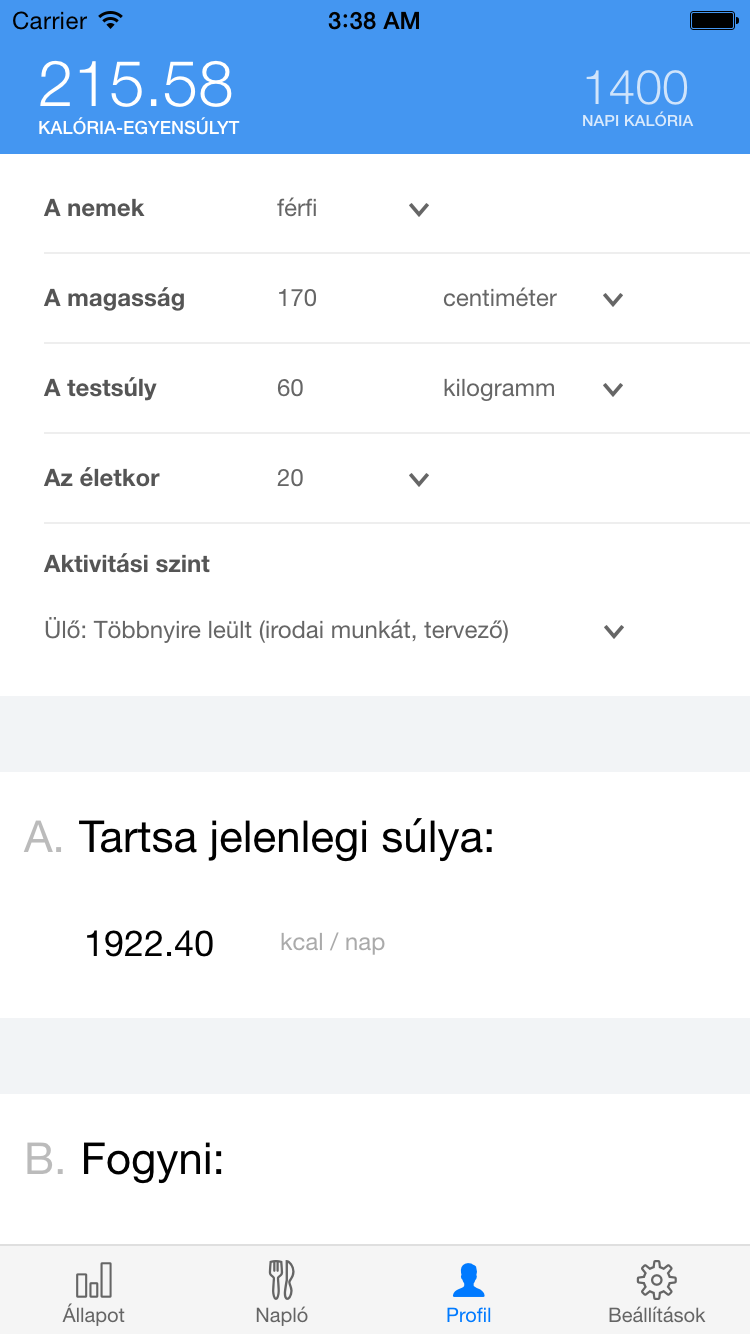 Carrier 3:38 AM
215.58 1400
KALÓRIA-EGYENSÚLYT NAPI KALÓRIA
A nemek férfi
A magasság 170 centiméter
A testsúly 60 kilogramm
Az életkor 20
Aktivitási szint
Ülő: Többnyire leült (irodai munkát, tervező)
A. Tartsa jelenlegi súlya:
1922.40 kcal / nap
B. Fogyni:
Állapot Napló Profil Beállítások